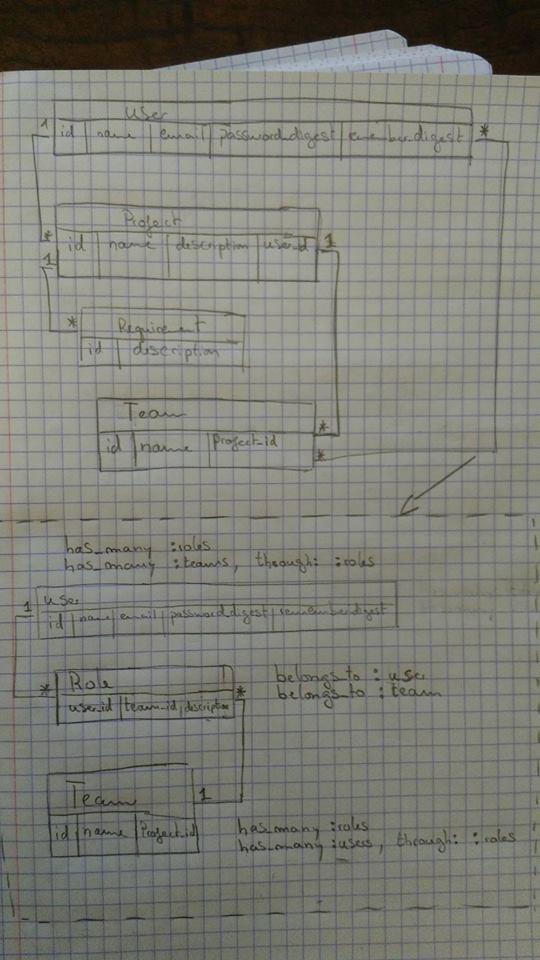 User
1 id name email password_digest remember_digest *
Project
* id name description user_id 1
1
* Requirement
id description
Team
*
id name Project_id
*
has_many :roles
has_many :teams, through: :roles
user
1 id name email password_digest remember_digest
Role
* user_id team_id description *
belongs_to : user
belongs_to : team
Team 1
id name Project_id
has_many :roles
has_many :users, through: :roles